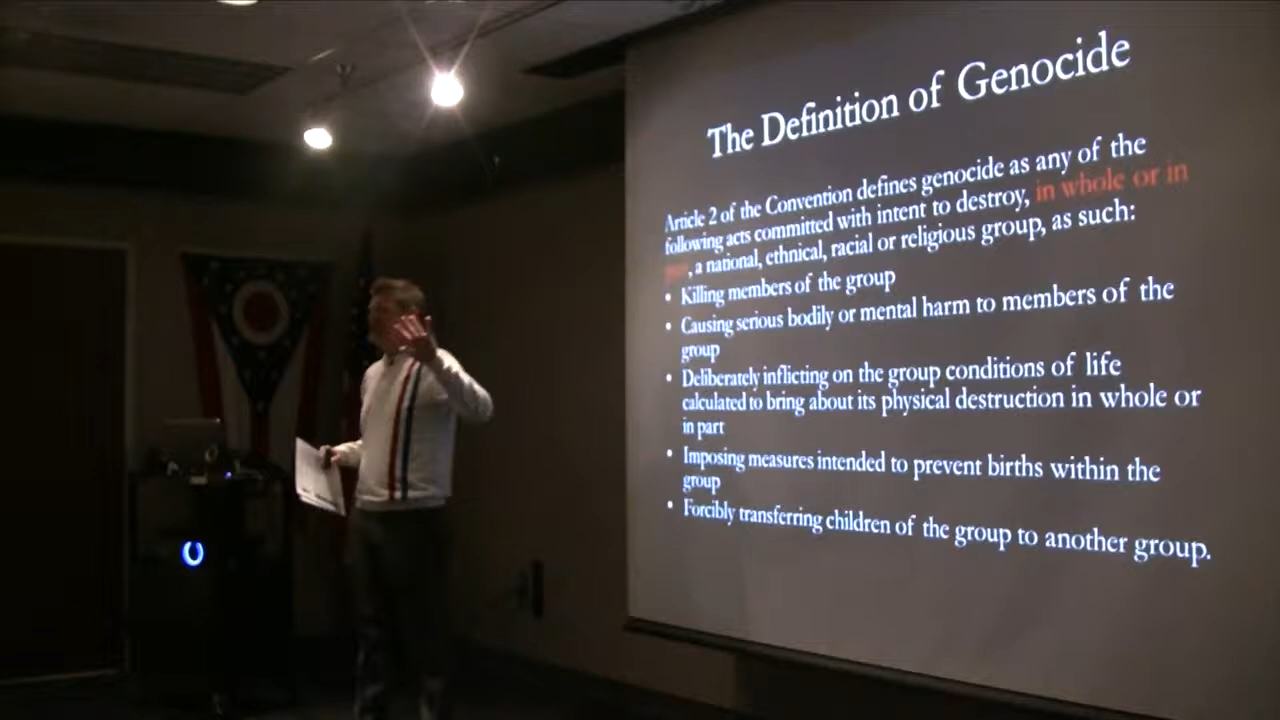 The Definition of Genocide
Article 2 of the Convention defines genocide as any of the
following acts committed with intent to destroy, in whole or in
, a national, ethnical, racial or religious group, as such:
• Killing members of the group
• Causing serious bodily or mental harm to members of the
group
• Deliberately inflicting on the group conditions of life
calculated to bring about its physical destruction in whole or
in part
• Imposing measures intended to prevent births within the
group
• Forcibly transferring children of the group to another group.